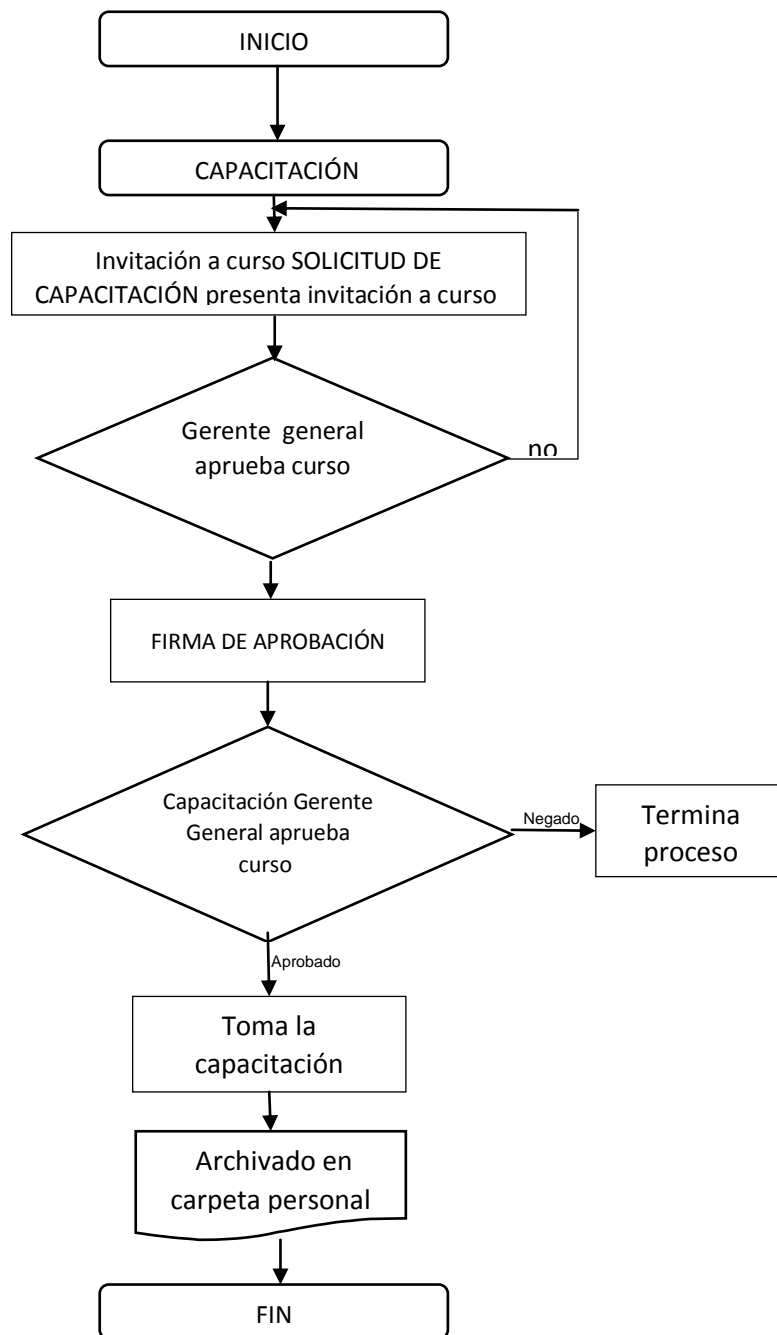 INICIO
CAPACITACIÓN
Invitación a curso SOLICITUD DE
CAPACITACIÓN presenta invitación a curso
Gerente general
aprueba curso
no
FIRMA DE APROBACIÓN
Capacitación Gerente
General aprueba
curso
Negado
Termina
proceso
Aprobado
Toma la
capacitación
Archivado en
carpeta personal
FIN